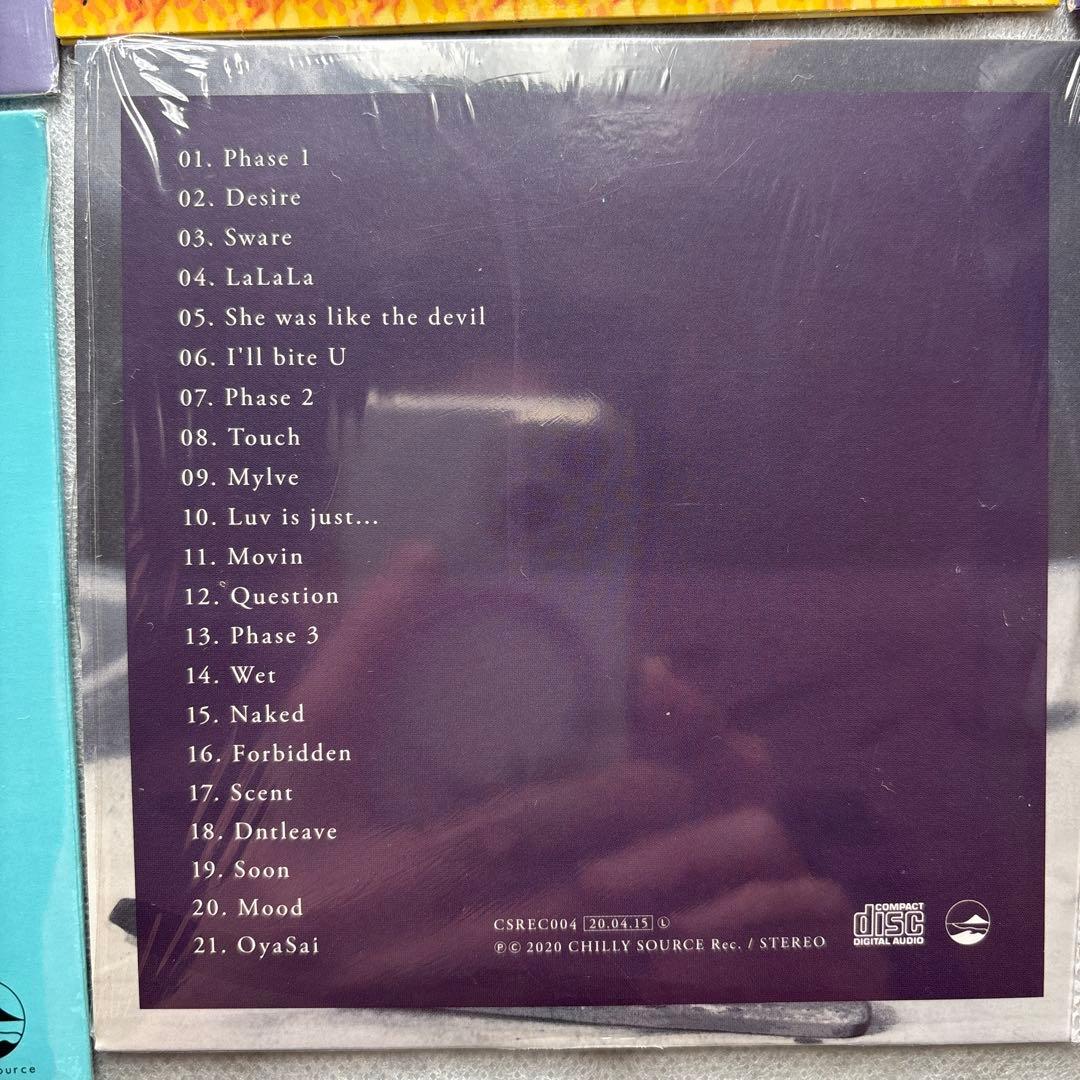 01. Phase 1
02. Desire
03. Sware
04. LaLaLa
05. She was like the devil
06. I'll bite U
07. Phase 2
08. Touch
09. Mylve
10. Luv is just...
11. Movin
12. Question
13. Phase 3
14. Wet
15. Naked
16. Forbidden
17. Scent
18. Dntleave
19. Soon
20. Mood
21. OyaSai
CSREC004 20.04.15 Ⓛ
℗© 2020 CHILLY SOURCE Rec. / STEREO
COMPACT
disc
DIGITAL AUDIO